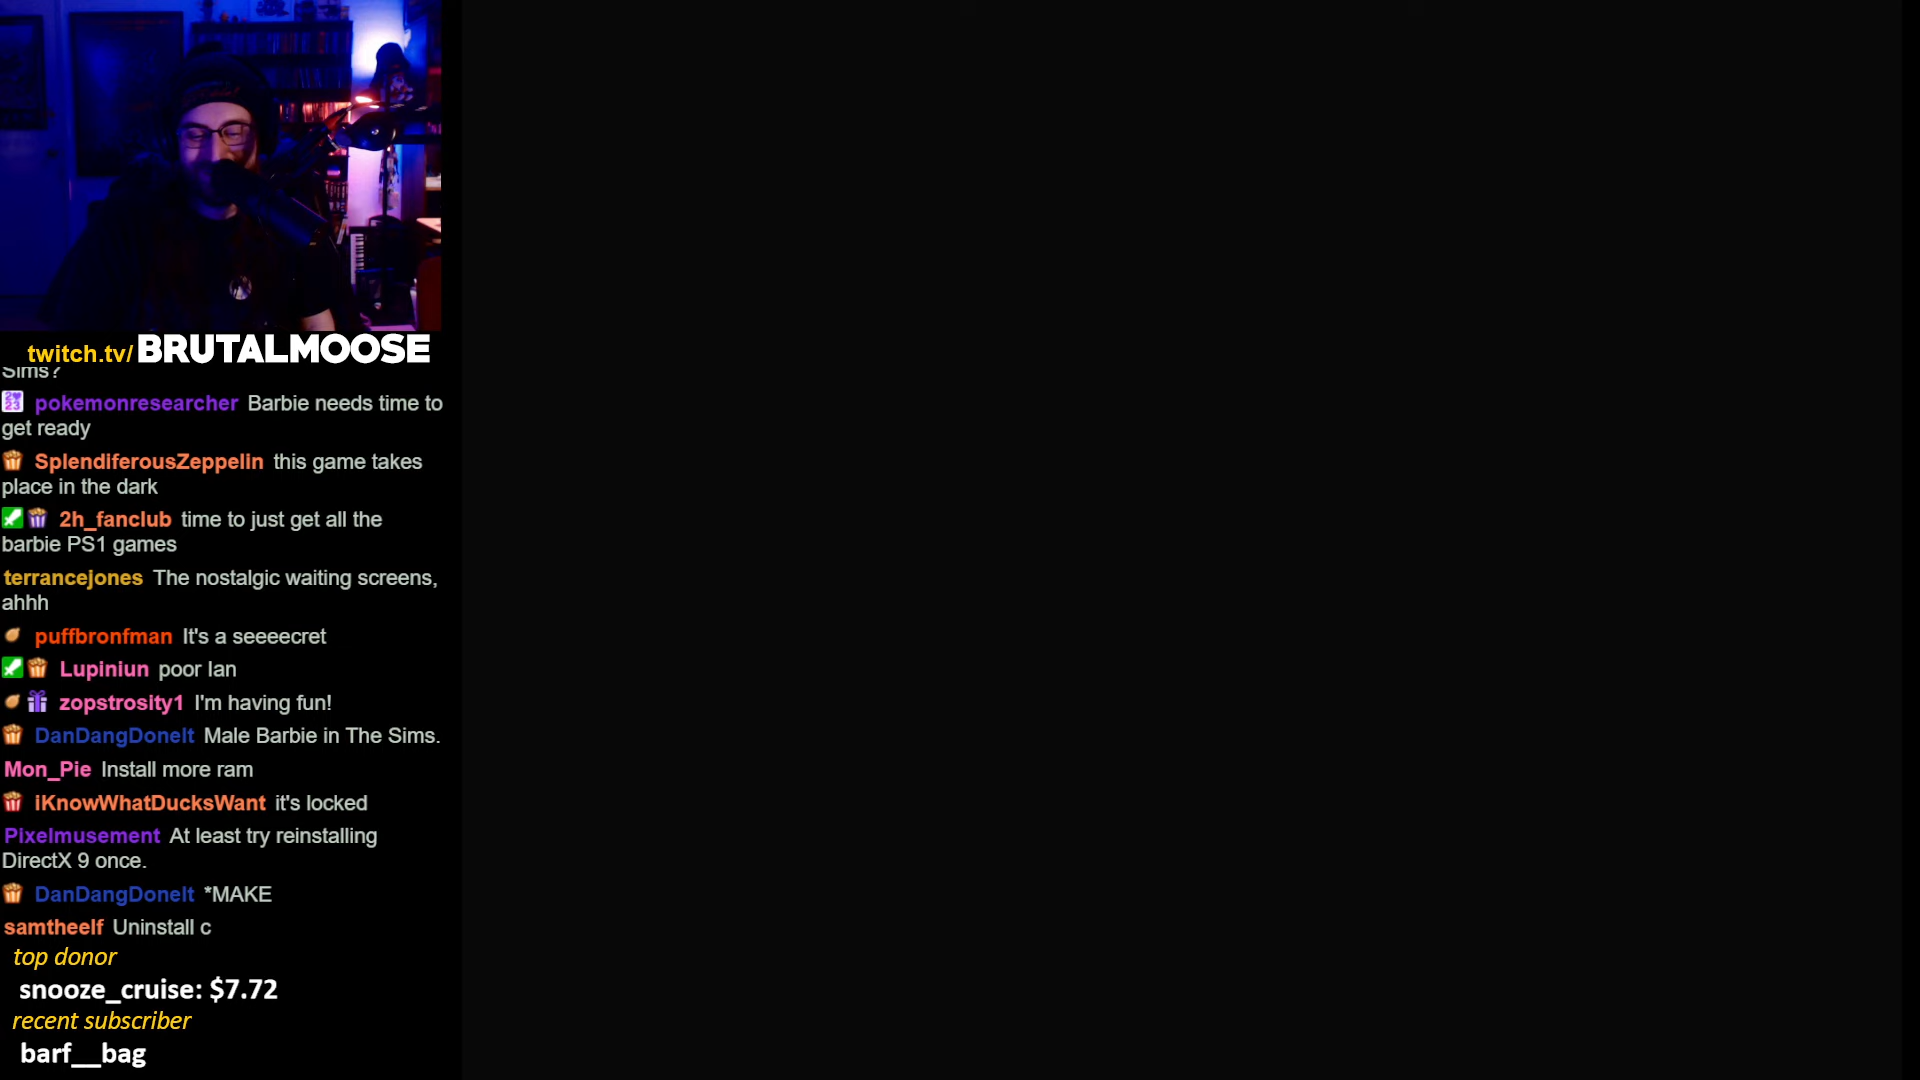 twitch.tv/BRUTALMOOSE
Sims?
pokemonresearcher Barbie needs time to
get ready
SplendiferousZeppelin this game takes
place in the dark
2h_fanclub time to just get all the
barbie PS1 games
terrancejones The nostalgic waiting screens,
ahhh
puffbronfman It's a seeeecret
Lupiniun poor Ian
zopstrosity1 I'm having fun!
DanDangDoneIt Male Barbie in The Sims.
Mon_Pie Install more ram
iKnowWhatDucksWant it's locked
Pixelmusement At least try reinstalling
DirectX 9 once.
DanDangDoneIt *MAKE
samtheelf Uninstall c
top donor
snooze_cruise: $7.72
recent subscriber
barf__bag